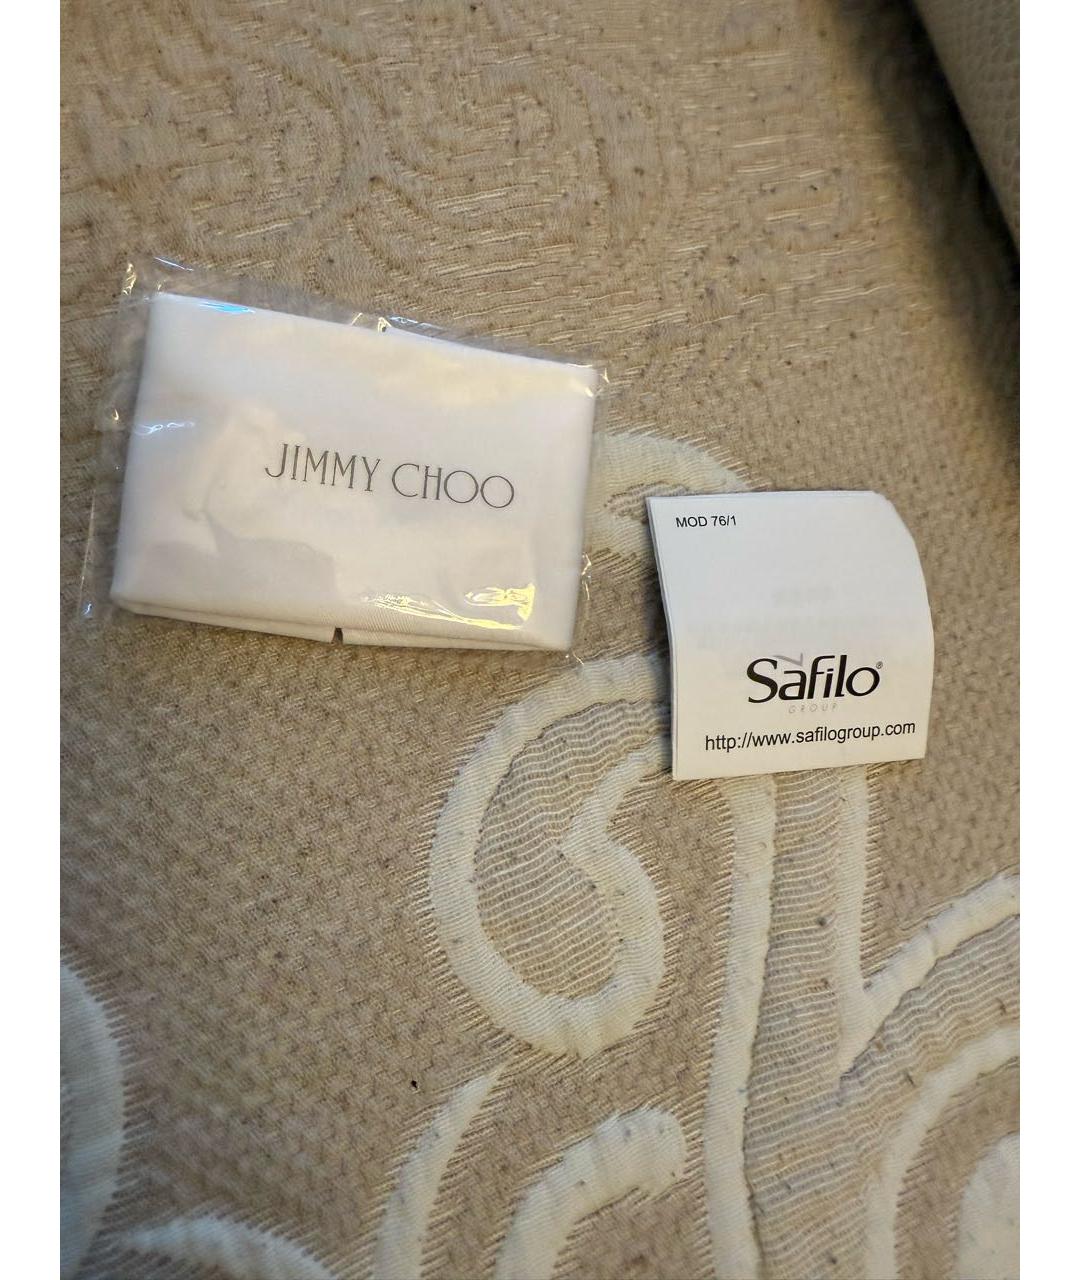 JIMMY CHOO
MOD 76/1
Safilo®
GROUP
http://www.safilogroup.com